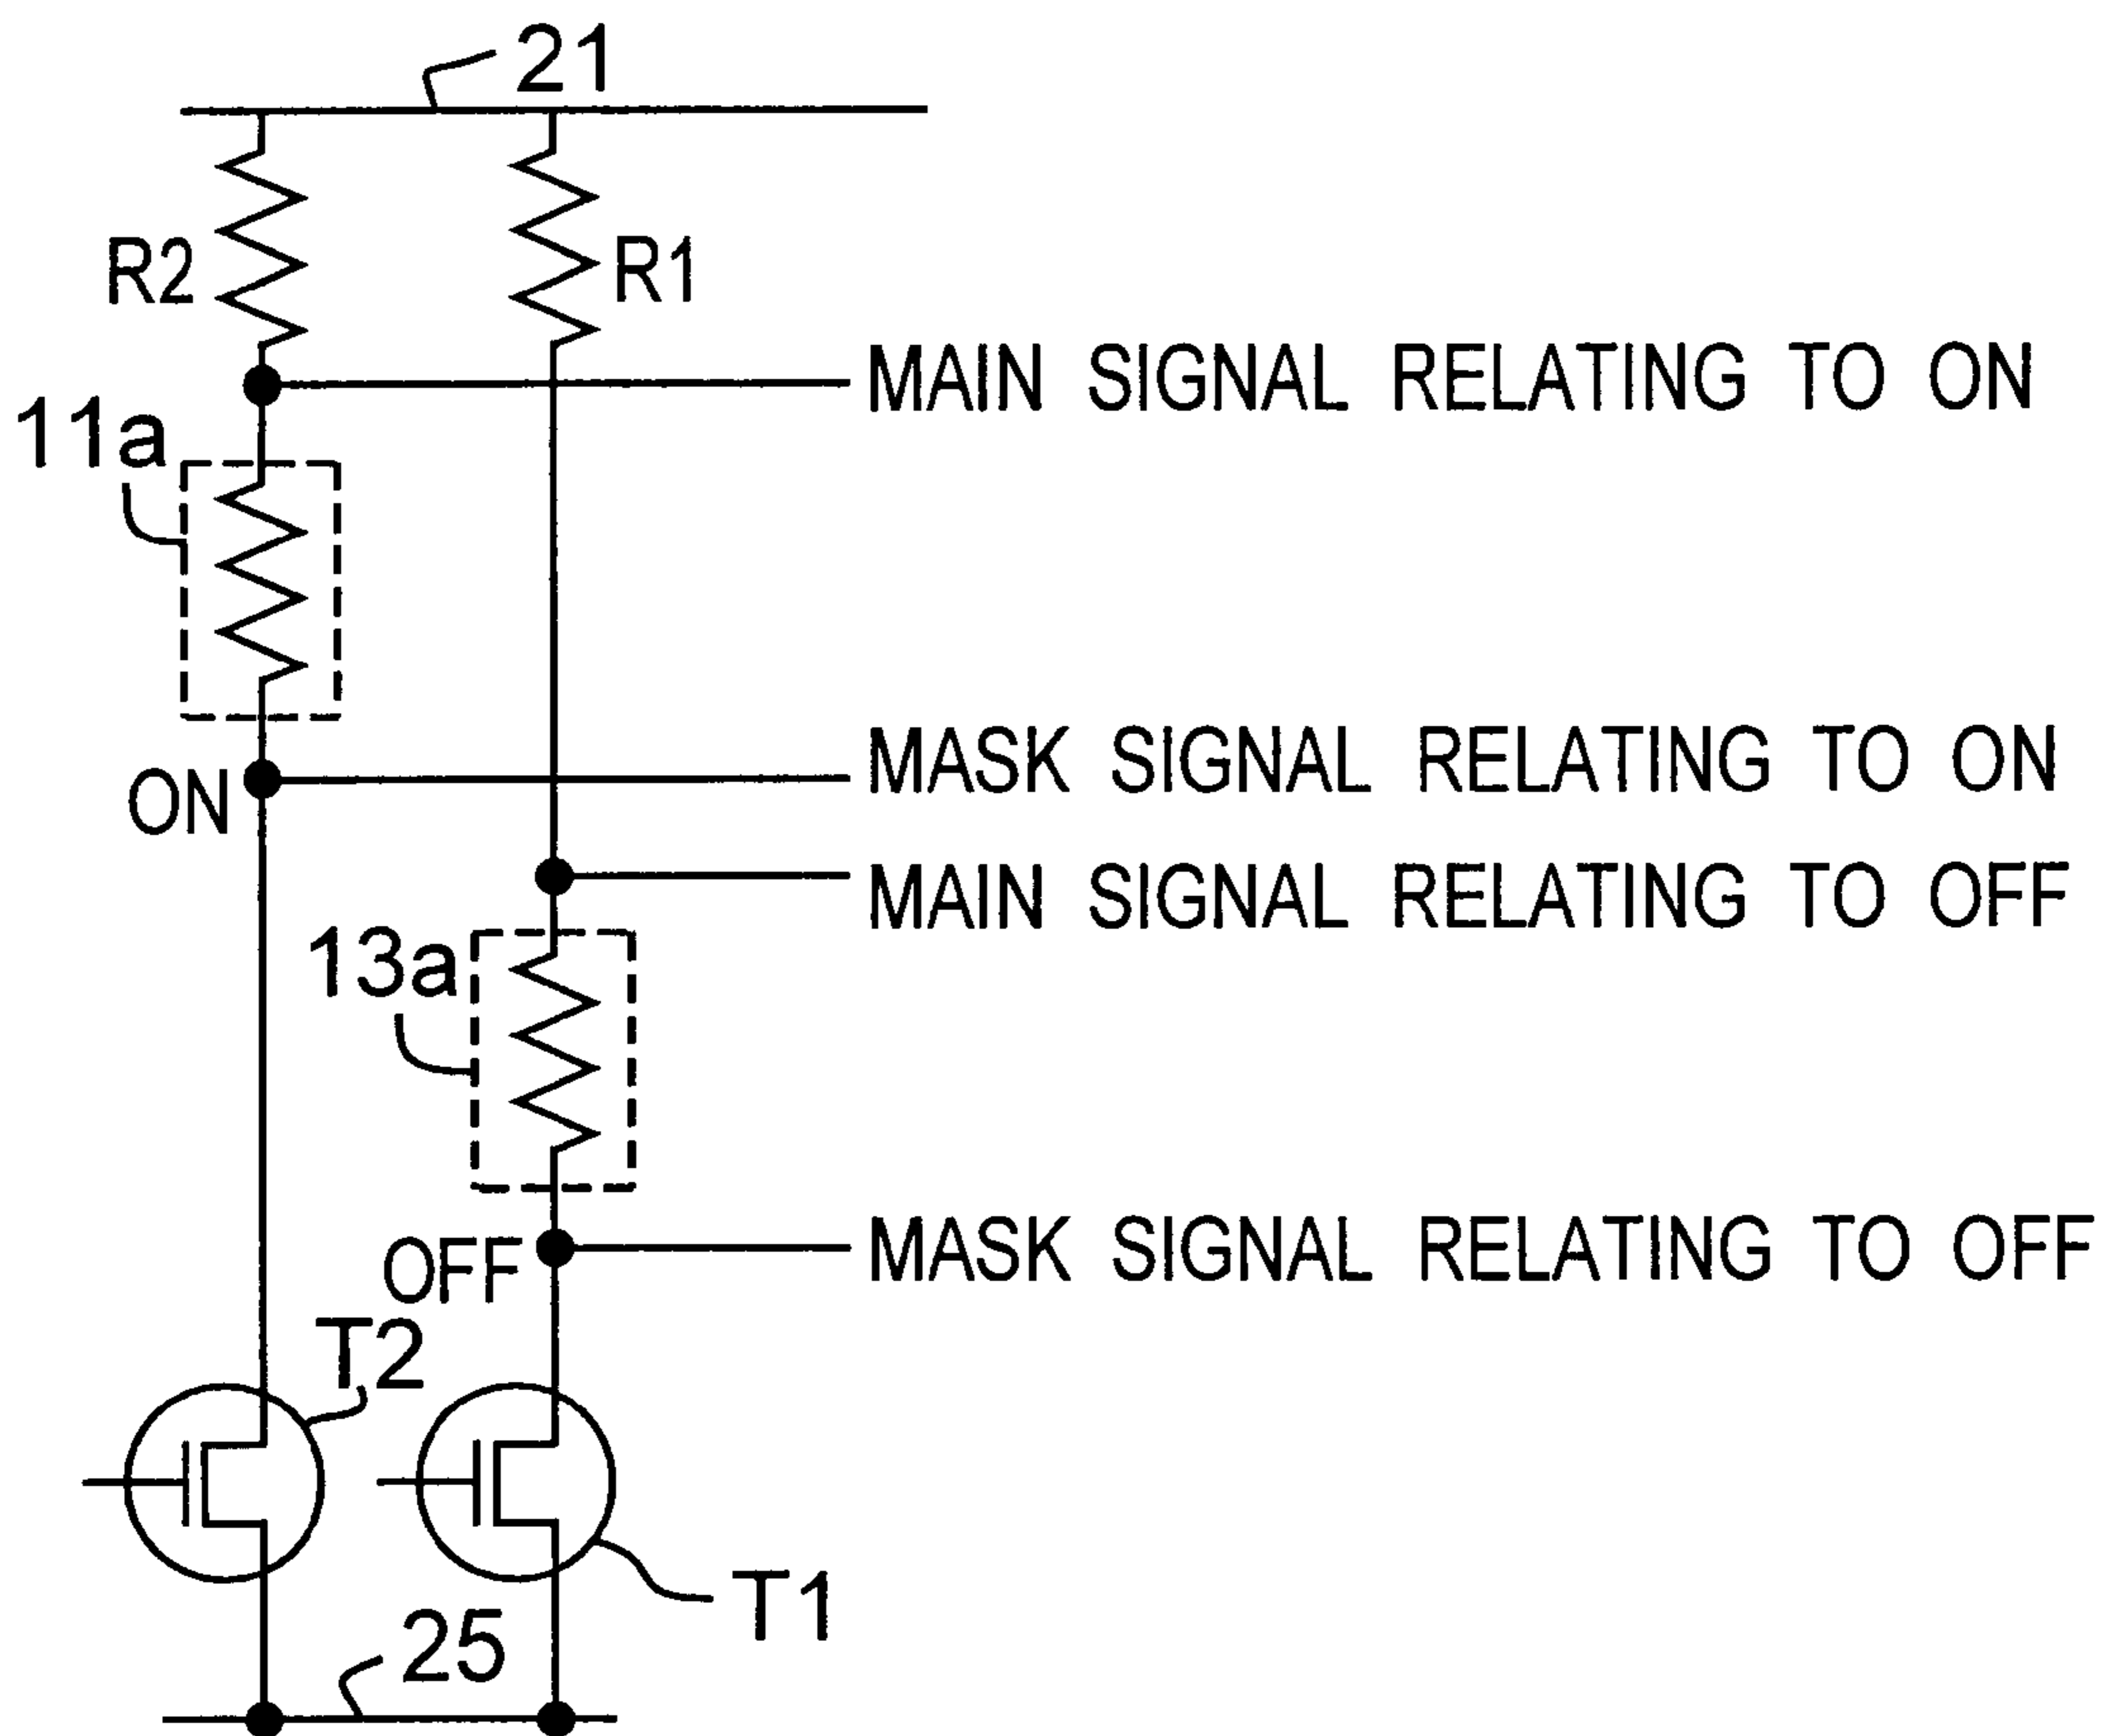 21
R2
R1
MAIN SIGNAL RELATING TO ON
11a
MASK SIGNAL RELATING TO ON
ON
MAIN SIGNAL RELATING TO OFF
13a
MASK SIGNAL RELATING TO OFF
OFF
T2
T1
25